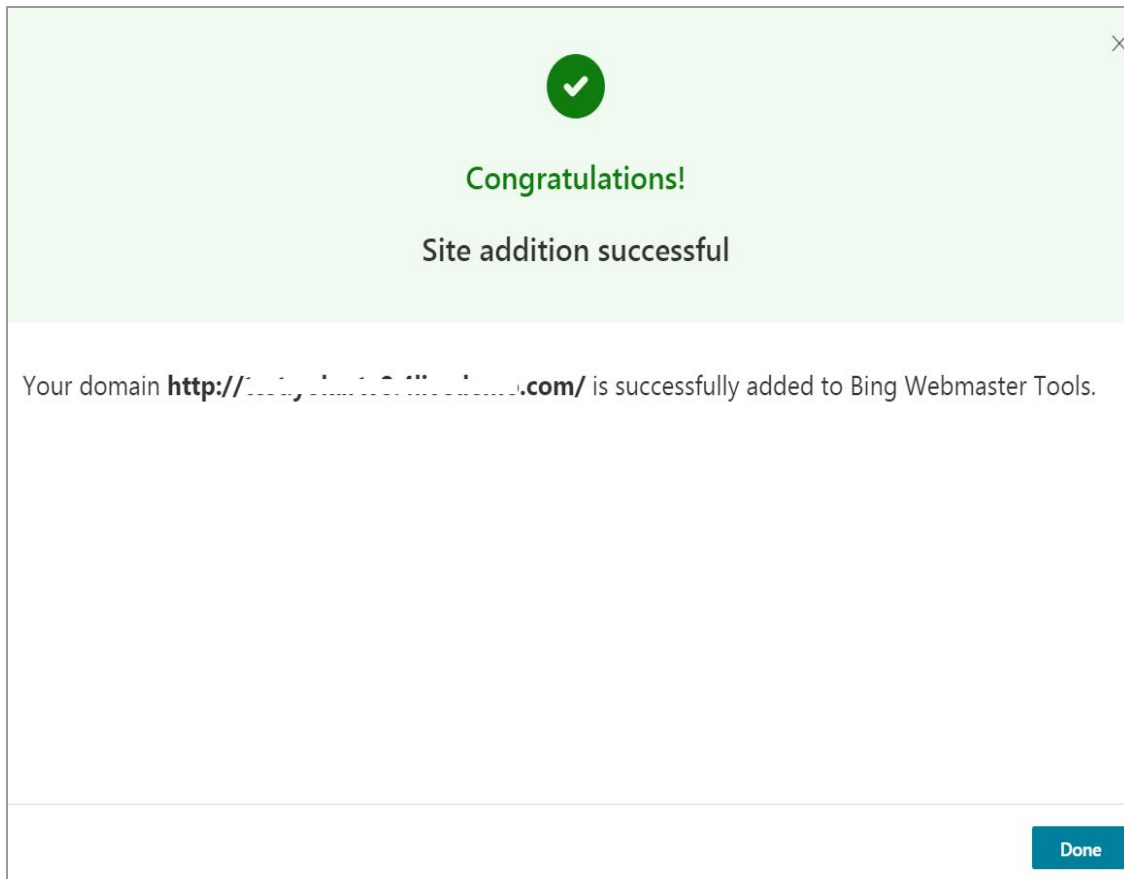 Congratulations!
Site addition successful
Your domain http:// .com/ is successfully added to Bing Webmaster Tools.
Done